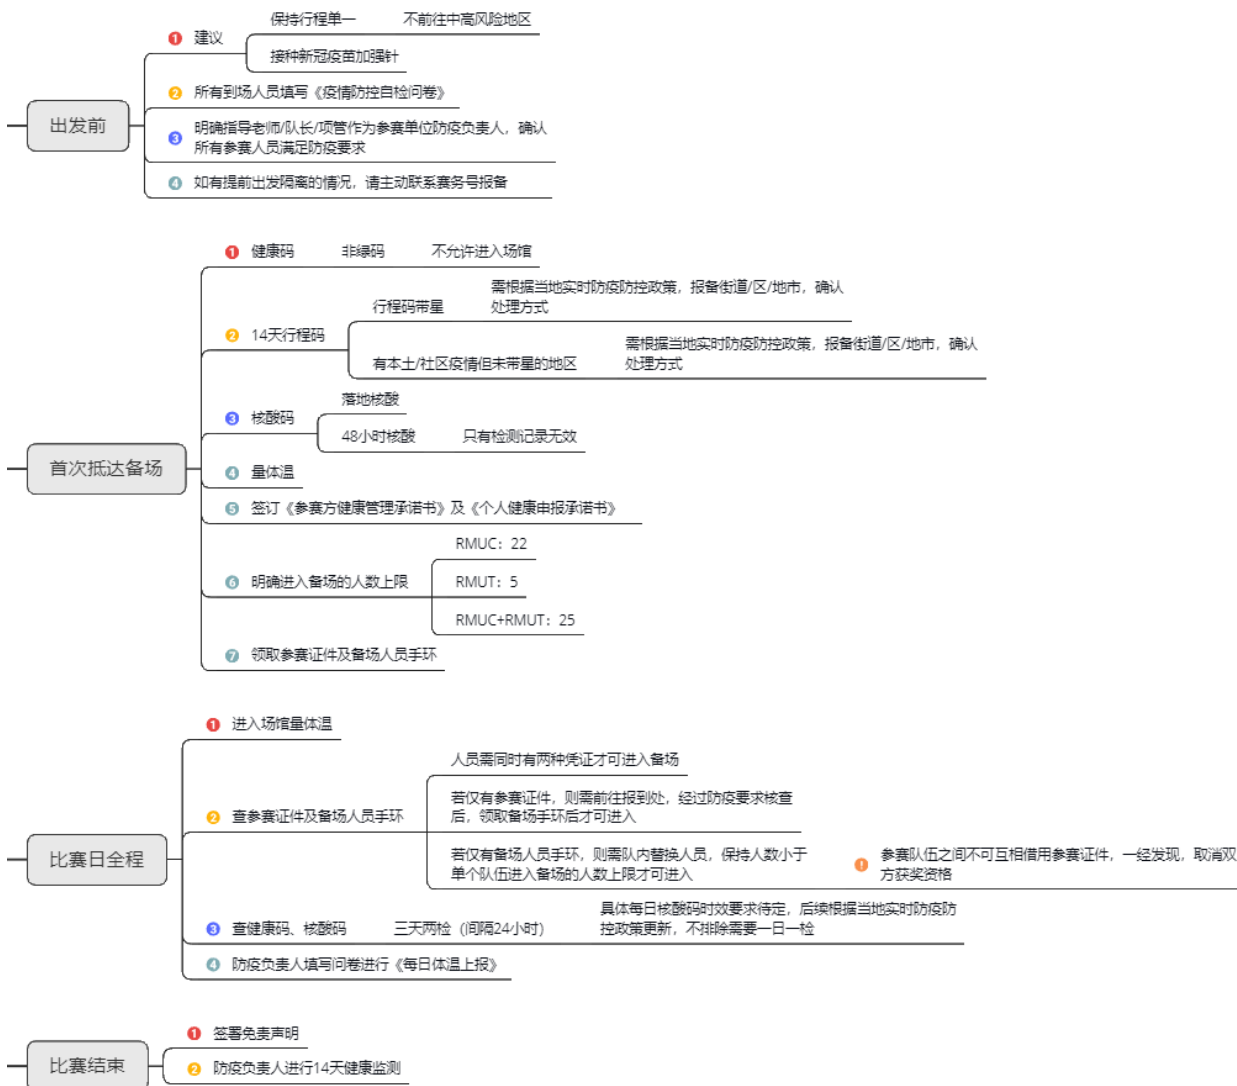 保持行程单一
不前往中高风险地区
1 建议
接种新冠疫苗加强针
2 所有到场人员填写《疫情防控自检问卷》
出发前
3 明确指导老师/队长/项管作为参赛单位防疫负责人，确认
所有参赛人员满足防疫要求
4 如有提前出发隔离的情况，请主动联系赛务号报备
1 健康码
非绿码
不允许进入场馆
需根据当地实时防疫防控政策，报备街道/区/地市，确认
处理方式
行程码带星
2 14天行程码
需根据当地实时防疫防控政策，报备街道/区/地市，确认
处理方式
有本土/社区疫情但未带星的地区
落地核酸
3 核酸码
48小时核酸
只有检测记录无效
首次抵达备场
4 量体温
5 签订《参赛方健康管理承诺书》及《个人健康申报承诺书》
RMUC：22
6 明确进入备场的人数上限
RMUT：5
RMUC+RMUT：25
7 领取参赛证件及备场人员手环
1 进入场馆量体温
人员需同时有两种凭证才可进入备场
若仅有参赛证件，则需前往报到处，经过防疫要求核查
后，领取备场手环后才可进入
2 查参赛证件及备场人员手环
比赛日全程
若仅有备场人员手环，则需队内替换人员，保持人数小于
单个队伍进入备场的人数上限才可进入
! 参赛队伍之间不可互相借用参赛证件，一经发现，取消双
方获奖资格
3 查健康码、核酸码
三天两检（间隔24小时）
具体每日核酸码时效要求待定，后续根据当地实时防疫防
控政策更新，不排除需要一日一检
4 防疫负责人填写问卷进行《每日体温上报》
1 签署免责声明
比赛结束
2 防疫负责人进行14天健康监测